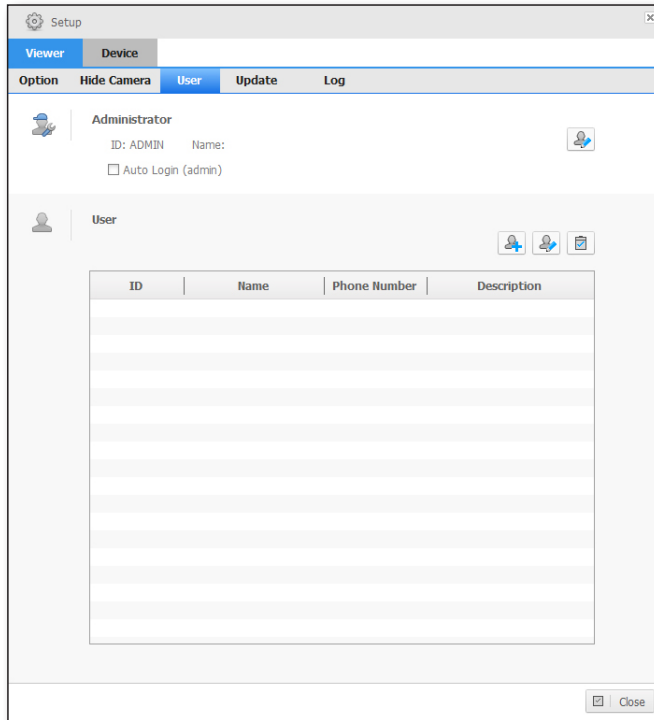 Setup
Viewer Device
Option Hide Camera User Update Log
Administrator
ID: ADMIN Name:
Auto Login (admin)
User
ID Name Phone Number Description
Close